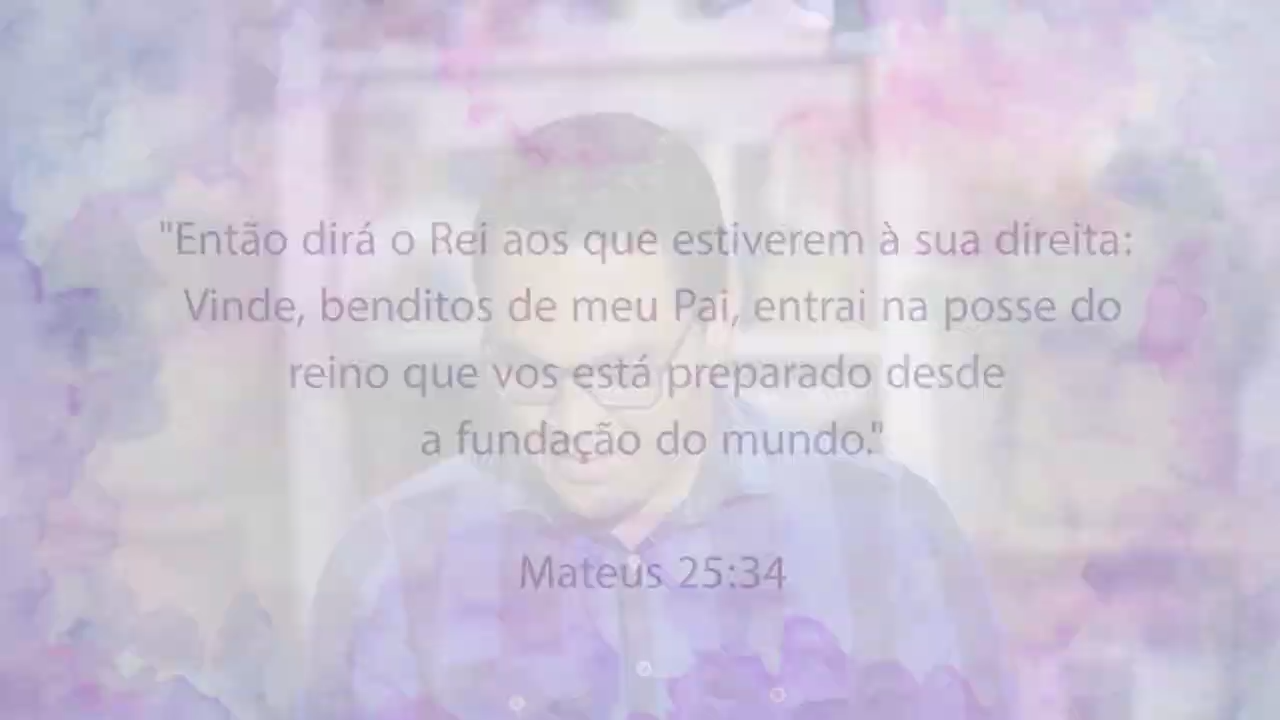 "Então dirá o Rei aos que estiverem à sua direita:
Vinde, benditos de meu Pai, entrai na posse do
reino que vos está preparado desde
a fundação do mundo."
Mateus 25:34